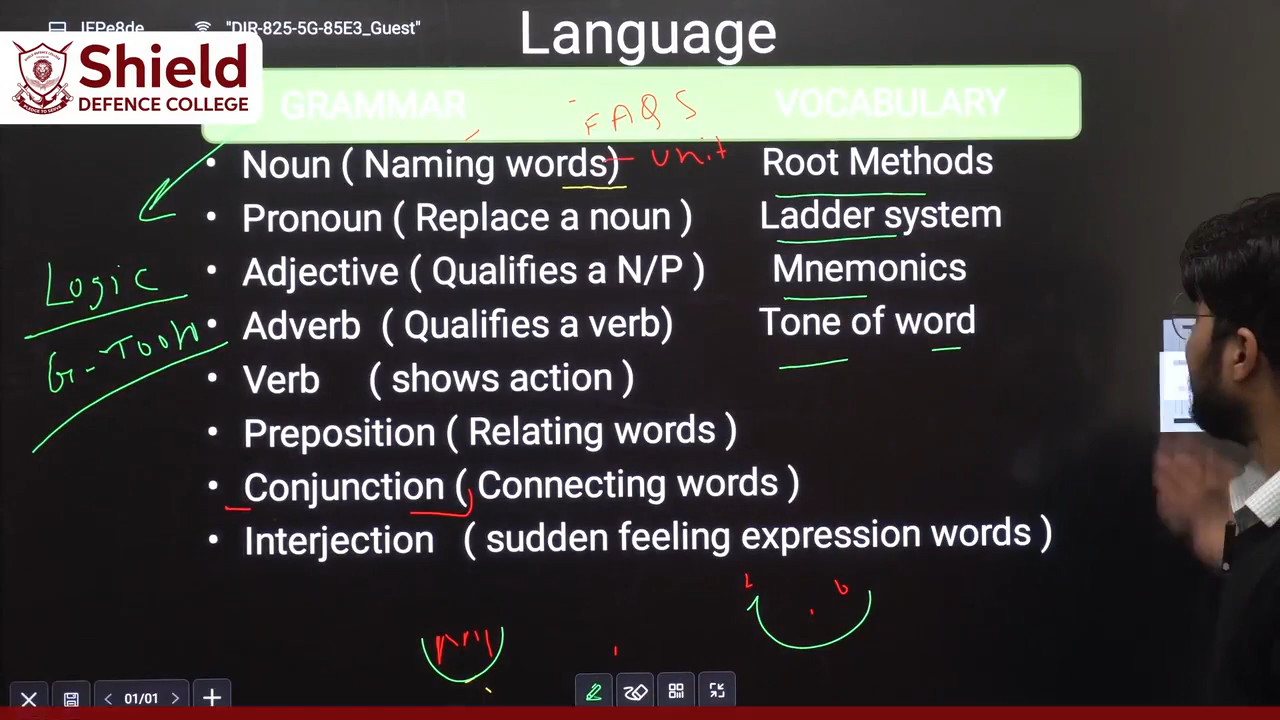 IFPe8de "DIR-825-5G-85E3_Guest"
Language
Shield
DEFENCE COLLEGE
GRAMMAR VOCABULARY
FAQS
Noun ( Naming words) unit Root Methods
Pronoun ( Replace a noun ) Ladder system
Adjective ( Qualifies a N/P ) Mnemonics
Logic
Adverb ( Qualifies a verb) Tone of word
Verb ( shows action )
Preposition ( Relating words )
Conjunction ( Connecting words )
Interjection ( sudden feeling expression words )
01/01